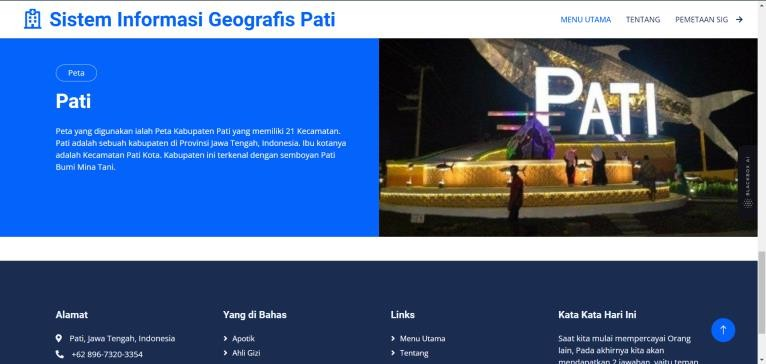 Sistem Informasi Geografis Pati
MENU UTAMA TENTANG PEMETAAN SIG
Peta
Pati
Peta yang digunakan ialah Peta Kabupaten Pati yang memiliki 21 Kecamatan.
Pati adalah sebuah kabupaten di Provinsi Jawa Tengah, Indonesia. Ibu kotanya
adalah Kecamatan Pati Kota. Kabupaten ini terkenal dengan semboyan Pati
Bumi Mina Tani.
PATI
BLACKBOX AI
Alamat
Pati, Jawa Tengah, Indonesia
+62 896-7320-3354
Yang di Bahas
Apotik
Ahli Gizi
Links
Menu Utama
Tentang
Kata Kata Hari Ini
Saat kita mulai mempercayai Orang
lain, Pada akhirnya kita akan
mendapatkan 2 jawaban, yaitu teman